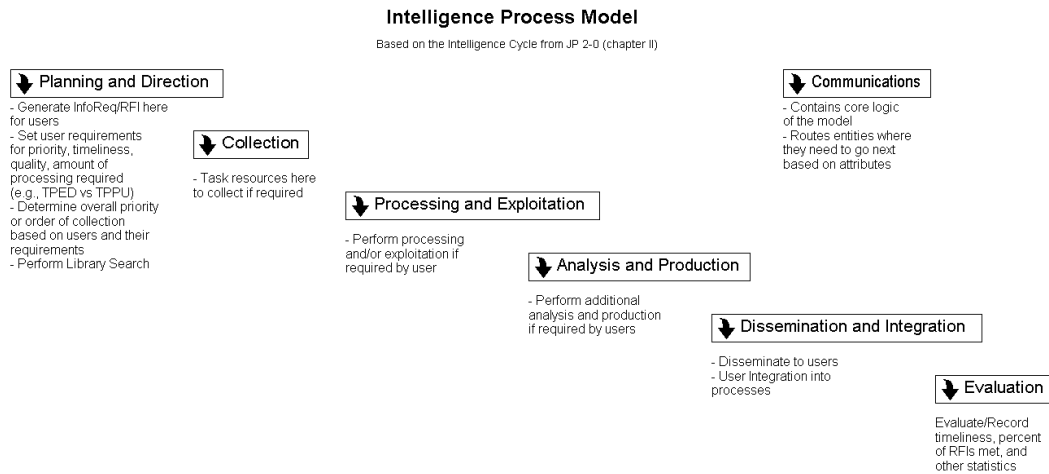 Intelligence Process Model
Based on the Intelligence Cycle from JP 2-0 (chapter II)
Planning and Direction
- Generate InfoReq/RFI here
for users
- Set user requirements
for priority, timeliness,
quality, amount of
processing required
(e.g., TPED vs TPPU)
- Determine overall priority
or order of collection
based on users and their
requirements
- Perform Library Search
Collection
- Task resources here
to collect if required
Processing and Exploitation
- Perform processing
and/or exploitation if
required by user
Analysis and Production
- Perform additional
analysis and production
if required by users
Dissemination and Integration
- Disseminate to users
- User Integration into
processes
Communications
- Contains core logic
of the model
- Routes entities where
they need to go next
based on attributes
Evaluation
Evaluate/Record
timeliness, percent
of RFIs met, and
other statistics